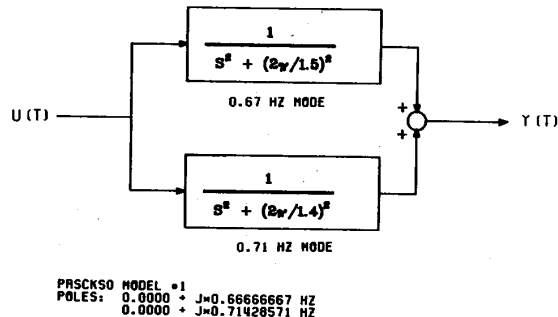 1
S² + (2π/1.5)²
0.67 HZ MODE
U(T)
+
+
Y(T)
1
S² + (2π/1.4)²
0.71 HZ MODE
PRSCKSO MODEL #1
POLES: 0.0000 + J*0.66666667 HZ
0.0000 + J*0.71428571 HZ